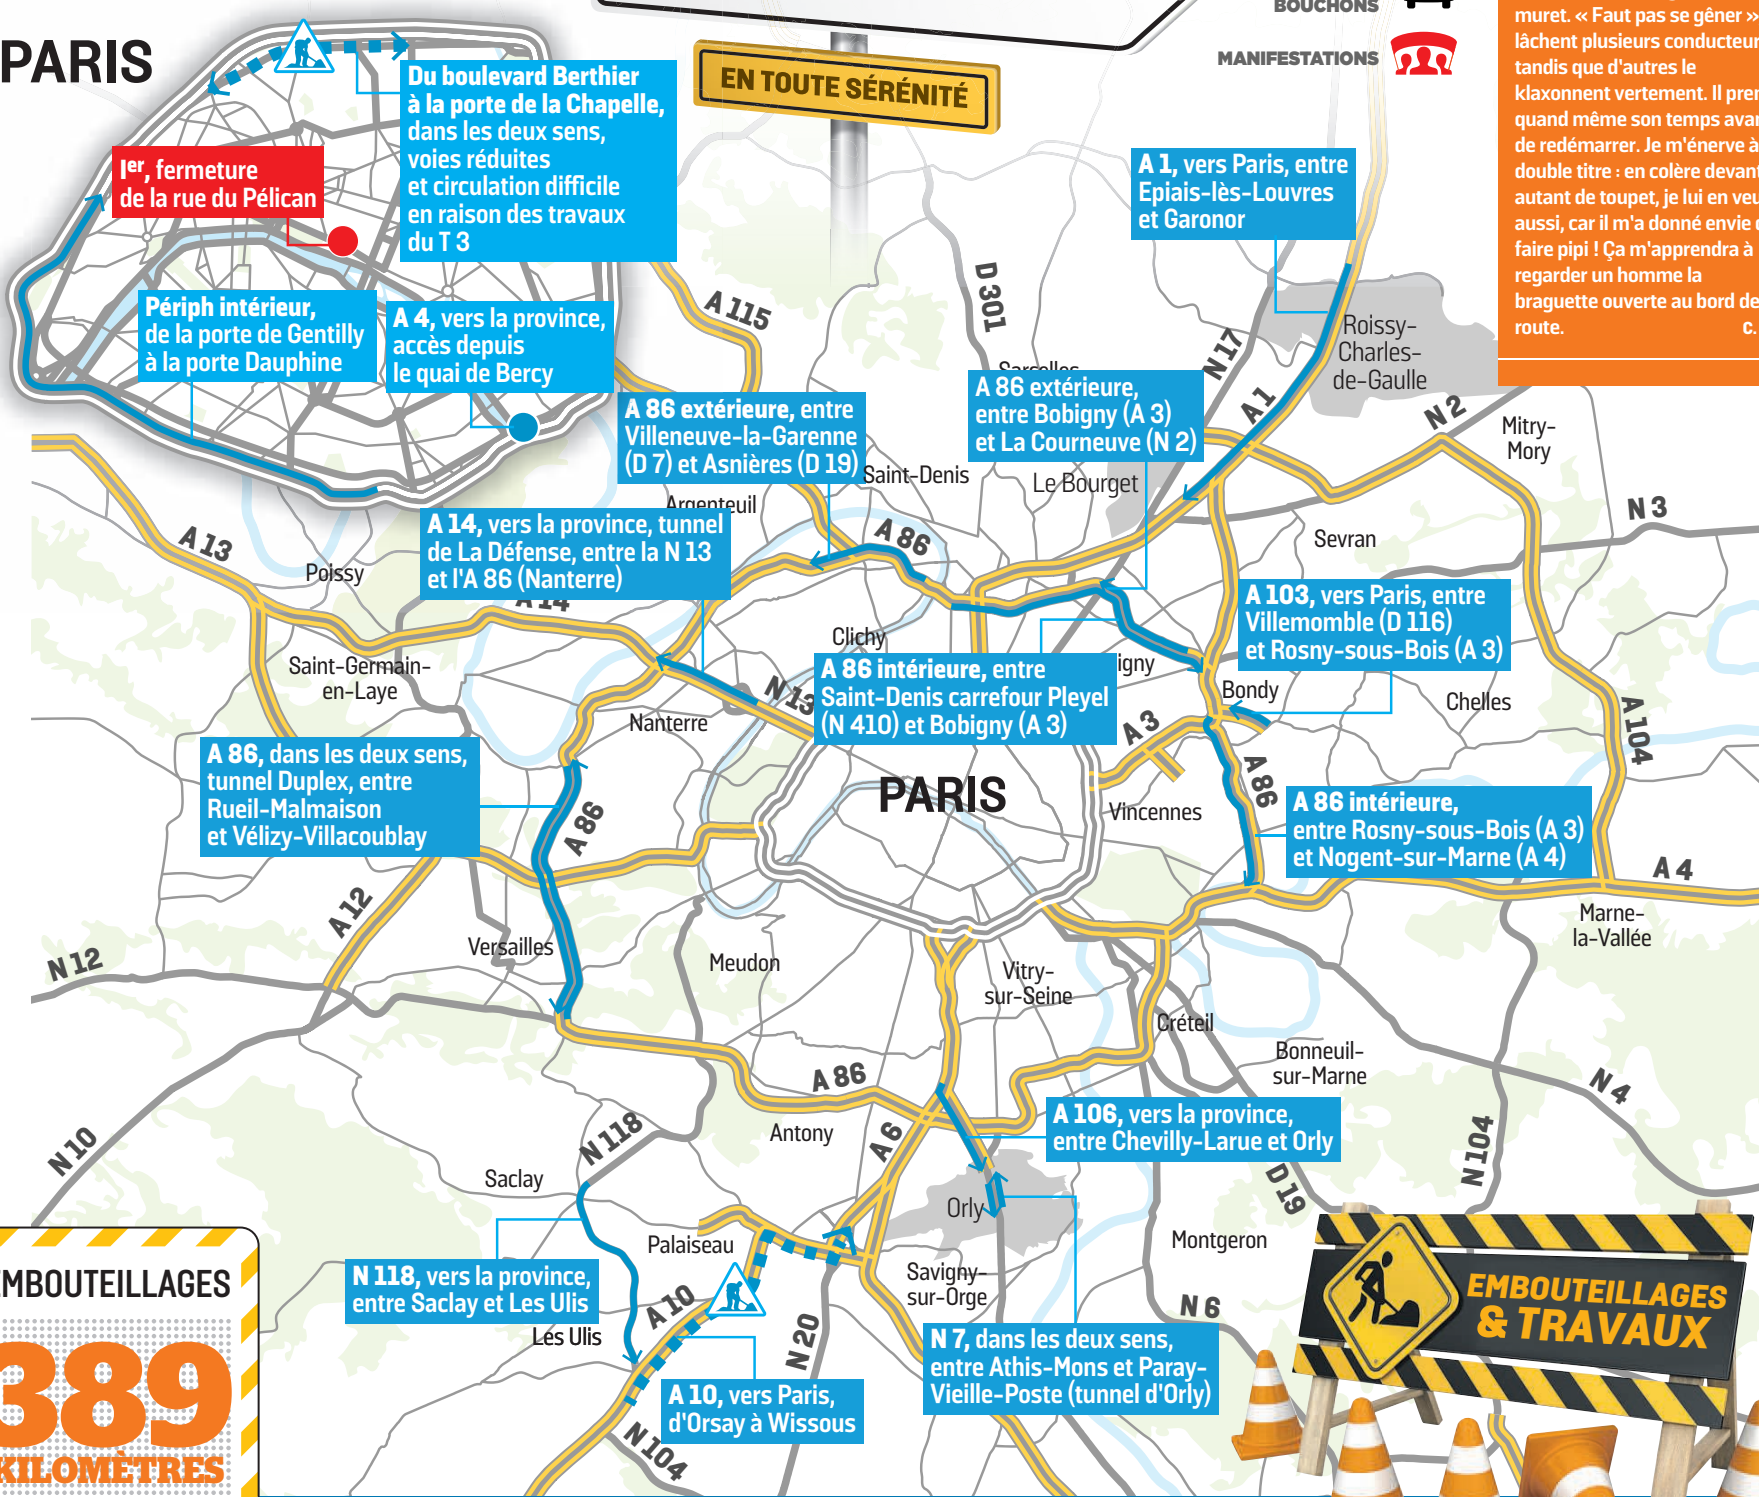 PARIS
Du boulevard Berthier
à la porte de la Chapelle,
dans les deux sens,
voies réduites
et circulation difficile
en raison des travaux
du T 3
Ier, fermeture
de la rue du Pélican
Périph intérieur,
de la porte de Gentilly
à la porte Dauphine
A 4, vers la province,
accès depuis
le quai de Bercy
EN TOUTE SÉRÉNITÉ
BOUCHONS
MANIFESTATIONS
muret. « Faut pas se gêner »
lâchent plusieurs
tandis que d'autres le
klaxonnent vertement. Il
quand même son temps
de redémarrer. Je m'énerve à
double titre : en colère devant
autant de toupet, je lui en
aussi, car il m'a donné envie
faire pipi ! Ça m'apprendra à
regarder un homme la
braguette ouverte au bord de
route. C.
A 1, vers Paris, entre
Epiais-lès-Louvres
et Garonor
A 115
D 301
N 17
A 1
Roissy-
Charles-
de-Gaulle
N 2
Mitry-
Mory
N 3
Sarcelles
A 86 extérieure,
entre Bobigny (A 3)
et La Courneuve (N 2)
A 86 extérieure, entre
Villeneuve-la-Garenne
(D 7) et Asnières (D 19)
Saint-Denis
Le Bourget
Argenteuil
A 86
Sevran
A 14, vers la province, tunnel
de La Défense, entre la N 13
et l'A 86 (Nanterre)
A 13
Poissy
A 14
A 103, vers Paris, entre
Villemomble (D 116)
et Rosny-sous-Bois (A 3)
Clichy
A 86 intérieure, entre
Saint-Denis carrefour Pleyel
(N 410) et Bobigny (A 3)
igny
Bondy
Chelles
A 104
Saint-Germain-
en-Laye
N 13
Nanterre
A 3
A 86, dans les deux sens,
tunnel Duplex, entre
Rueil-Malmaison
et Vélizy-Villacoublay
A 86
PARIS
Vincennes
A 86
A 86 intérieure,
entre Rosny-sous-Bois (A 3)
et Nogent-sur-Marne (A 4)
A 4
Marne-
la-Vallée
A 12
N 12
Versailles
Meudon
Vitry-
sur-Seine
Créteil
Bonneuil-
sur-Marne
N 4
A 86
N 10
N 118
Antony
A 6
A 106, vers la province,
entre Chevilly-Larue et Orly
N 104
D 19
Saclay
Orly
Palaiseau
Montgeron
N 118, vers la province,
entre Saclay et Les Ulis
Les Ulis
A 10
Savigny-
sur-Orge
N 20
N 6
N 7, dans les deux sens,
entre Athis-Mons et Paray-
Vieille-Poste (tunnel d'Orly)
A 10, vers Paris,
d'Orsay à Wissous
N 104
EMBOUTEILLAGES
389
KILOMÈTRES
EMBOUTEILLAGES
& TRAVAUX